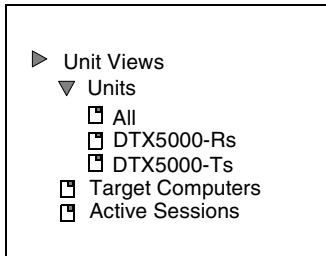 Unit Views
Units
All
DTX5000-Rs
DTX5000-Ts
Target Computers
Active Sessions